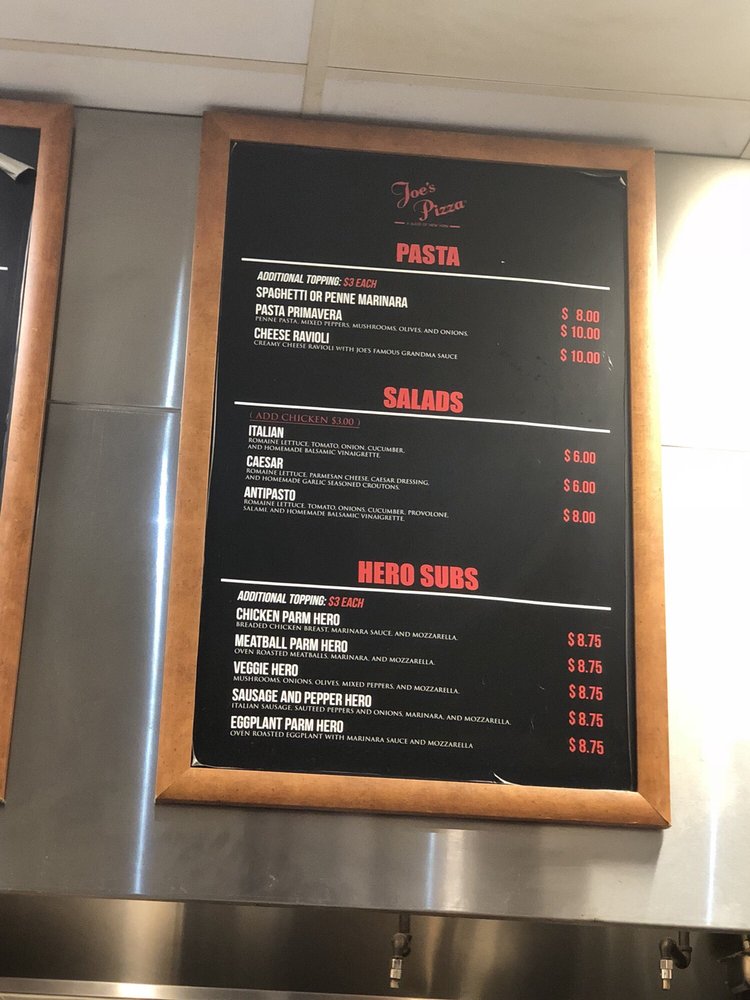 Joe's
Pizza
A SLICE OF NEW YORK
PASTA
ADDITIONAL TOPPING: $3 EACH
SPAGHETTI OR PENNE MARINARA $ 8.00
PASTA PRIMAVERA $ 10.00
PENNE PASTA, MIXED PEPPERS, MUSHROOMS, OLIVES, AND ONIONS.
CHEESE RAVIOLI $ 10.00
CREAMY CHEESE RAVIOLI WITH JOE'S FAMOUS GRANDMA SAUCE
SALADS
( ADD CHICKEN $3.00 )
ITALIAN $ 6.00
ROMAINE LETTUCE, TOMATO, ONION, CUCUMBER,
AND HOMEMADE BALSAMIC VINAIGRETTE
CAESAR $ 6.00
ROMAINE LETTUCE, PARMESAN CHEESE, CAESAR DRESSING,
AND HOMEMADE GARLIC SEASONED CROUTONS.
ANTIPASTO $ 8.00
ROMAINE LETTUCE, TOMATO, ONIONS, CUCUMBER, PROVOLONE,
SALAMI, AND HOMEMADE BALSAMIC VINAIGRETTE.
HERO SUBS
ADDITIONAL TOPPING: $3 EACH
CHICKEN PARM HERO $ 8.75
BREADED CHICKEN BREAST, MARINARA SAUCE, AND MOZZARELLA.
MEATBALL PARM HERO $ 8.75
OVEN ROASTED MEATBALLS, MARINARA, AND MOZZARELLA.
VEGGIE HERO $ 8.75
MUSHROOMS, ONIONS, OLIVES, MIXED PEPPERS, AND MOZZARELLA.
SAUSAGE AND PEPPER HERO $ 8.75
ITALIAN SAUSAGE, SAUTEED PEPPERS AND ONIONS, MARINARA, AND MOZZARELLA.
EGGPLANT PARM HERO $ 8.75
OVEN ROASTED EGGPLANT WITH MARINARA SAUCE AND MOZZARELLA